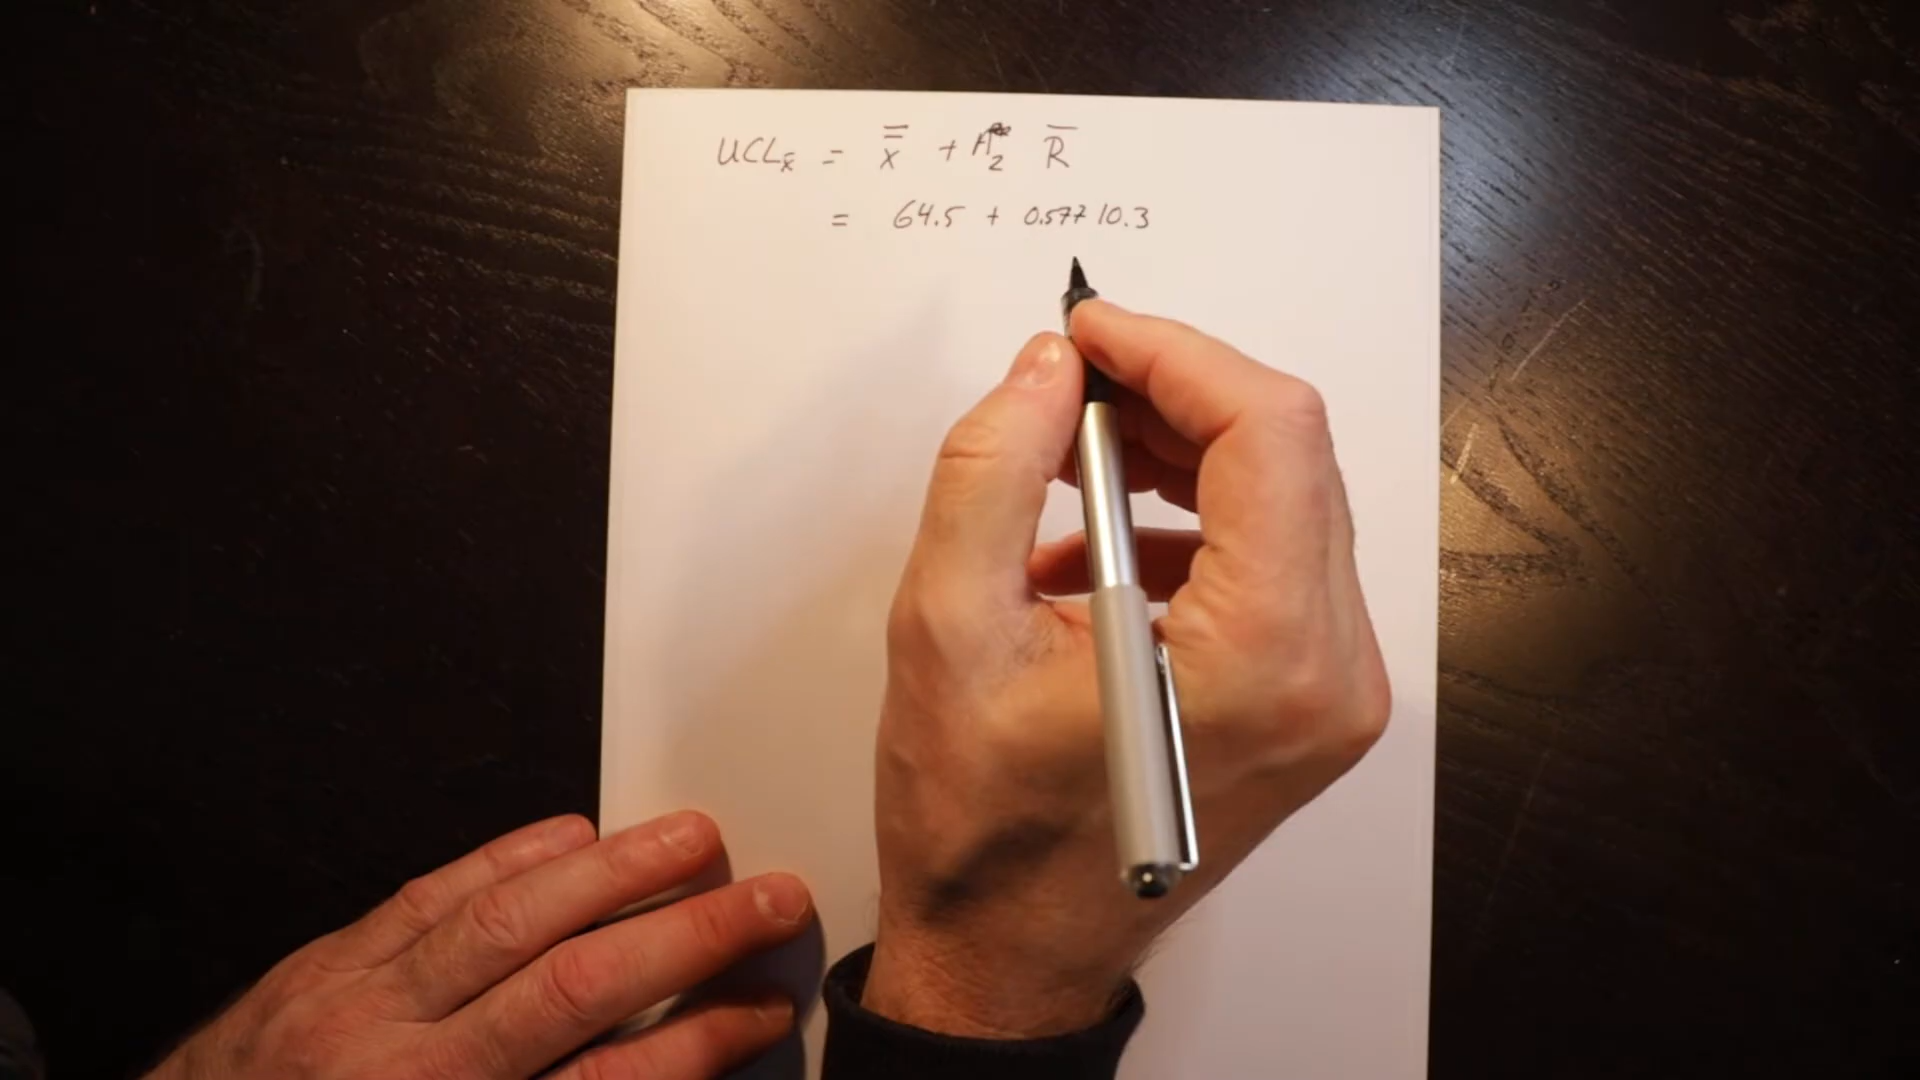 UCLx̄ = x̿ + A₂ R̄
= 64.5 + 0.577 10.3